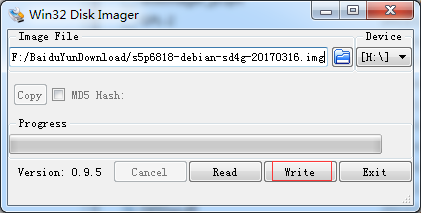 Win32 Disk Imager
Image File
Device
F:/BaiduYunDownload/s5p6818-debian-sd4g-20170316.img
[H:\]
Copy
MD5 Hash:
Progress
Version: 0.9.5
Cancel
Read
Write
Exit